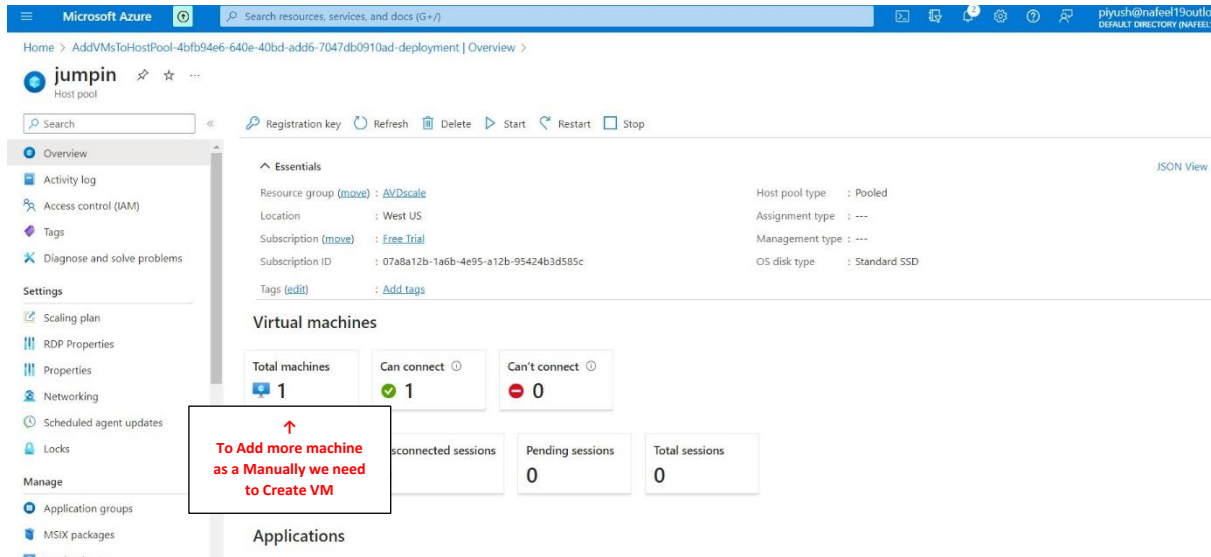 Microsoft Azure
Search resources, services, and docs (G+/)
2
piyush@nafeel19outlo
DEFAULT DIRECTORY (NAFEEL
Home > AddVMsToHostPool-4bfb94e6-640e-40bd-add6-7047db0910ad-deployment | Overview >
jumpin
Host pool
Search
Registration key Refresh Delete Start Restart Stop
Overview
Activity log
Access control (IAM)
Tags
Diagnose and solve problems
Settings
Scaling plan
RDP Properties
Properties
Networking
Scheduled agent updates
Locks
Manage
Application groups
MSIX packages
Essentials
JSON View
Resource group (move) : AVDscale
Location : West US
Subscription (move) : Free Trial
Subscription ID : 07a8a12b-1a6b-4e95-a12b-95424b3d585c
Tags (edit) : Add tags
Host pool type : Pooled
Assignment type : ---
Management type : ---
OS disk type : Standard SSD
Virtual machines
Total machines
1
Can connect
1
Can't connect
0
↑
To Add more machine
as a Manually we need
to Create VM
sconnected sessions
Pending sessions
0
Total sessions
0
Applications